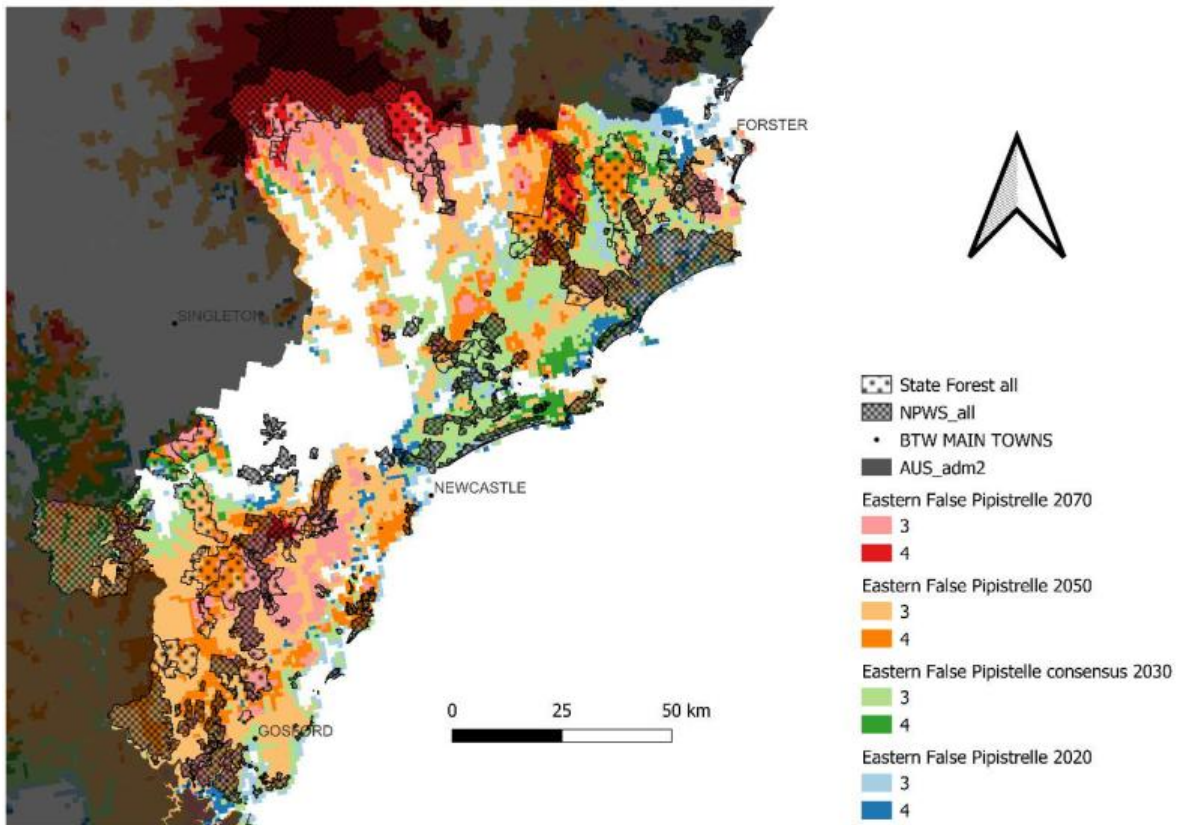 FORSTER
SINGLETON
NEWCASTLE
GOSFORD
0 25 50 km
State Forest all
NPWS_all
BTW MAIN TOWNS
AUS_adm2
Eastern False Pipistrelle 2070
3
4
Eastern False Pipistrelle 2050
3
4
Eastern False Pipistelle consensus 2030
3
4
Eastern False Pipistrelle 2020
3
4